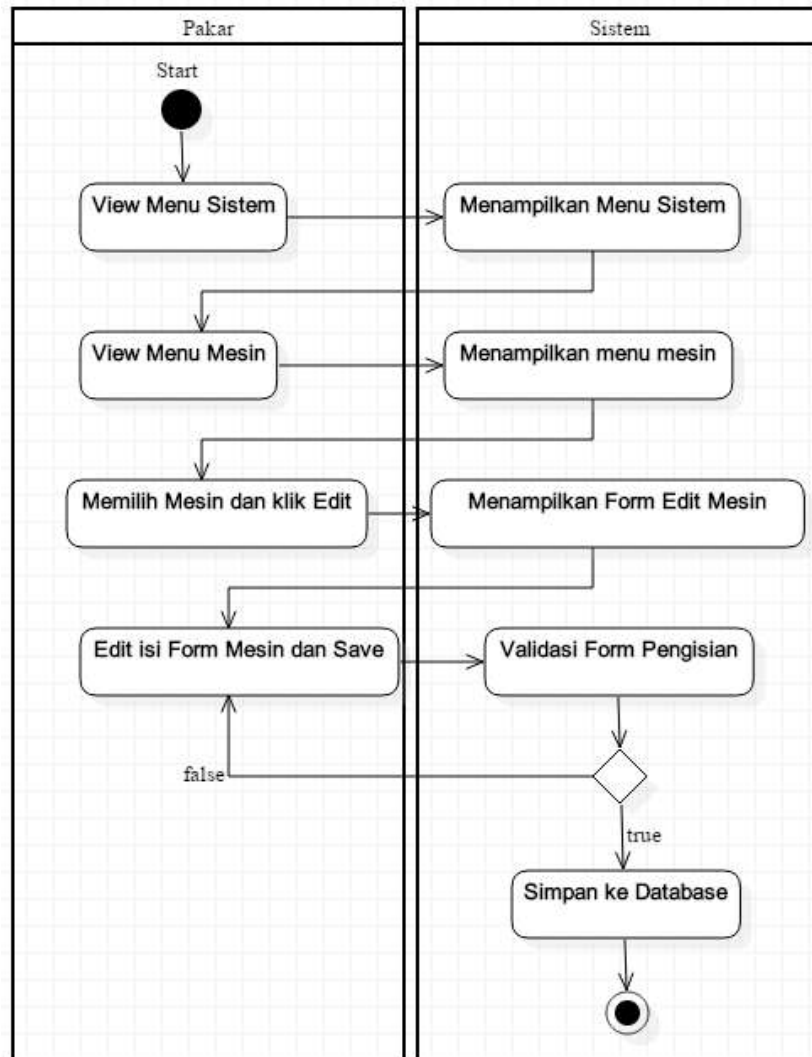 Pakar
Sistem
Start
View Menu Sistem
Menampilkan Menu Sistem
View Menu Mesin
Menampilkan menu mesin
Memilih Mesin dan klik Edit
Menampilkan Form Edit Mesin
Edit isi Form Mesin dan Save
Validasi Form Pengisian
false
true
Simpan ke Database